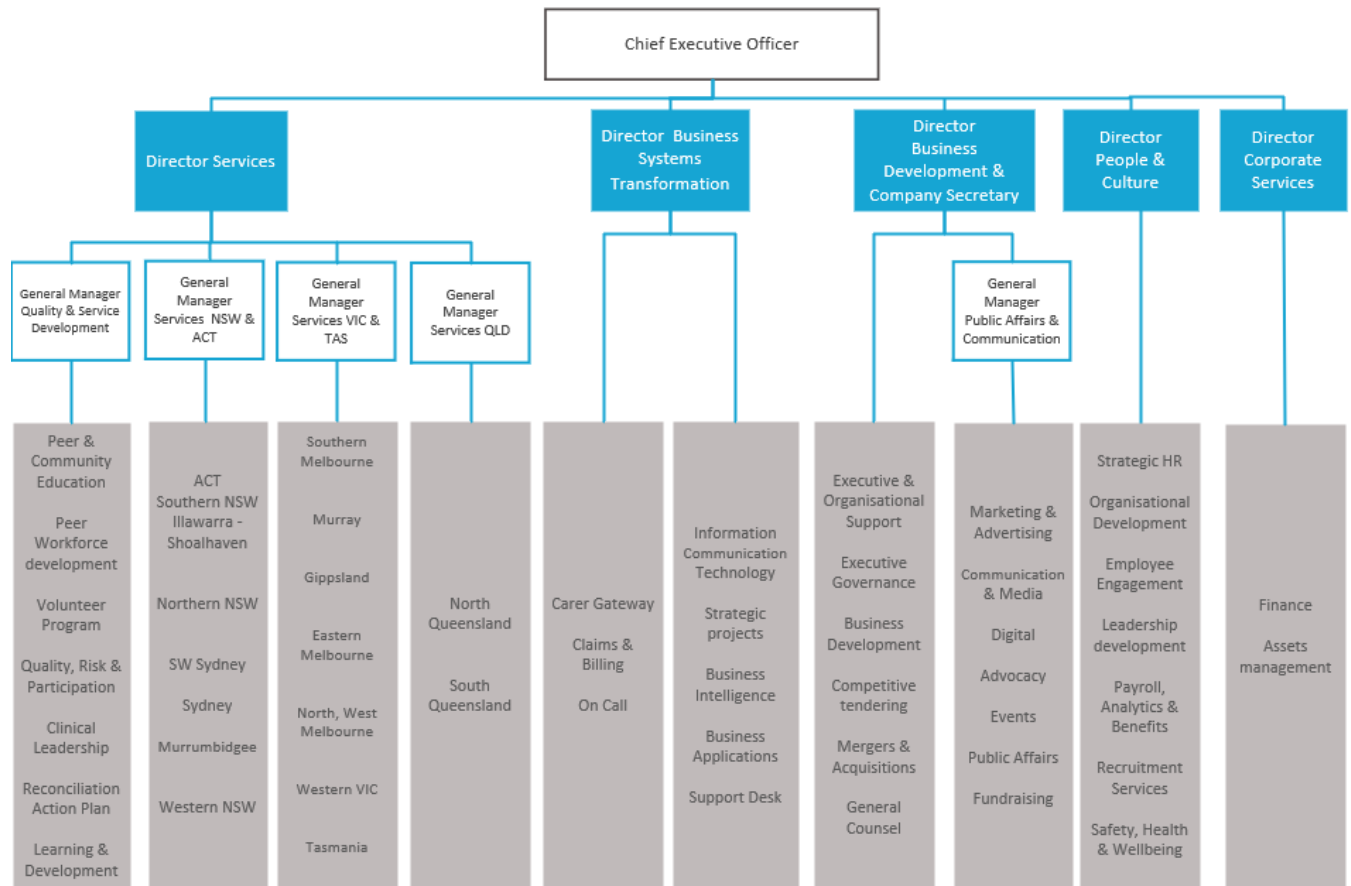 Chief Executive Officer
Director Services
Director Business
Systems
Transformation
Director
Business
Development &
Company Secretary
Director
People &
Culture
Director
Corporate
Services
General Manager
Quality & Service
Development
General
Manager
Services NSW &
ACT
General
Manager
Services VIC &
TAS
General
Manager
Services QLD
General
Manager
Public Affairs &
Communication
Peer &
Community
Education
Peer
Workforce
development
Volunteer
Program
Quality, Risk &
Participation
Clinical
Leadership
Reconciliation
Action Plan
Learning &
Development
ACT
Southern NSW
Illawarra -
Shoalhaven
Northern NSW
SW Sydney
Sydney
Murrumbidgee
Western NSW
Southern
Melbourne
Murray
Gippsland
Eastern
Melbourne
North, West
Melbourne
Western VIC
Tasmania
North
Queensland
South
Queensland
Carer Gateway
Claims &
Billing
On Call
Information
Communication
Technology
Strategic
projects
Business
Intelligence
Business
Applications
Support Desk
Executive &
Organisational
Support
Executive
Governance
Business
Development
Competitive
tendering
Mergers &
Acquisitions
General
Counsel
Marketing &
Advertising
Communication
& Media
Digital
Advocacy
Events
Public Affairs
Fundraising
Strategic HR
Organisational
Development
Employee
Engagement
Leadership
development
Payroll,
Analytics &
Benefits
Recruitment
Services
Safety, Health
& Wellbeing
Finance
Assets
management